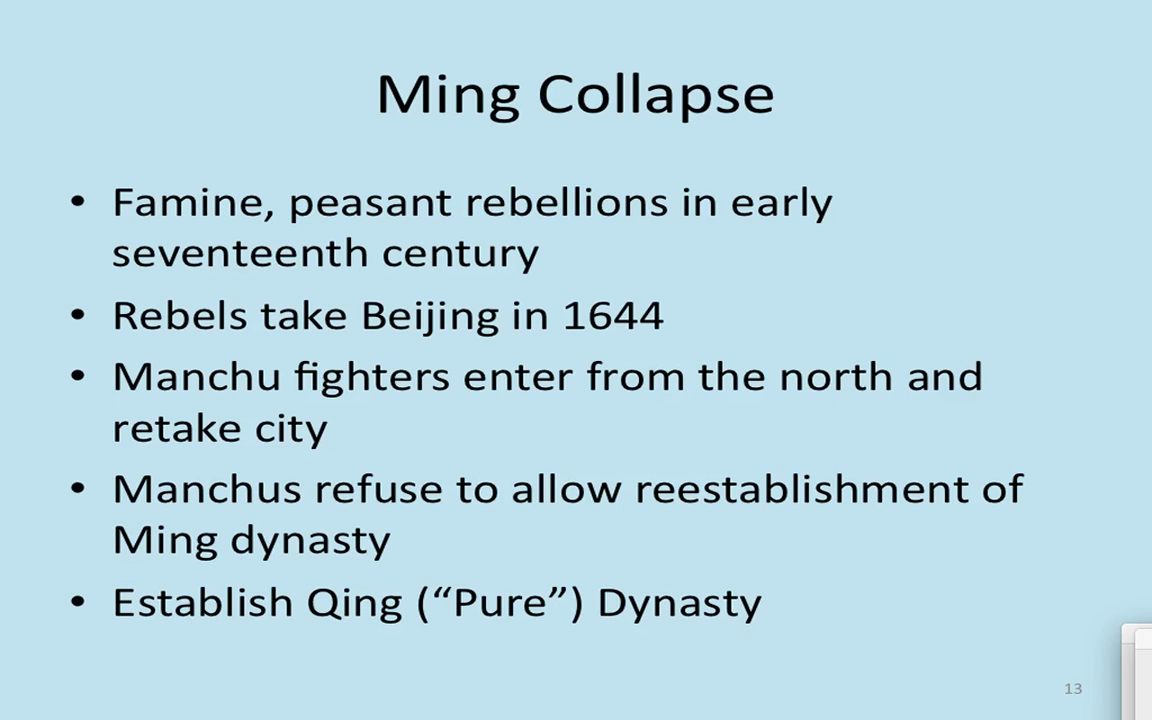 Ming Collapse
• Famine, peasant rebellions in early
seventeenth century
• Rebels take Beijing in 1644
• Manchu fighters enter from the north and
retake city
• Manchus refuse to allow reestablishment of
Ming dynasty
• Establish Qing (“Pure”) Dynasty
13